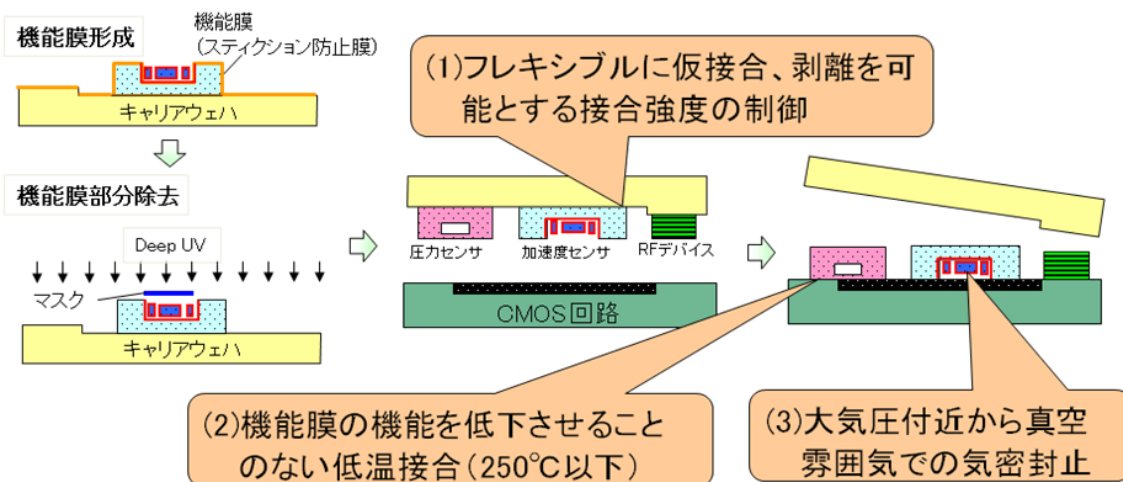 機能膜形成
機能膜
(スティクション防止膜)
キャリアウェハ
機能膜部分除去
Deep UV
マスク
キャリアウェハ
(1)フレキシブルに仮接合、剥離を可
能とする接合強度の制御
圧力センサ
加速度センサ
RFデバイス
CMOS回路
(2)機能膜の機能を低下させること
のない低温接合(250℃以下)
(3)大気圧付近から真空
雰囲気での気密封止